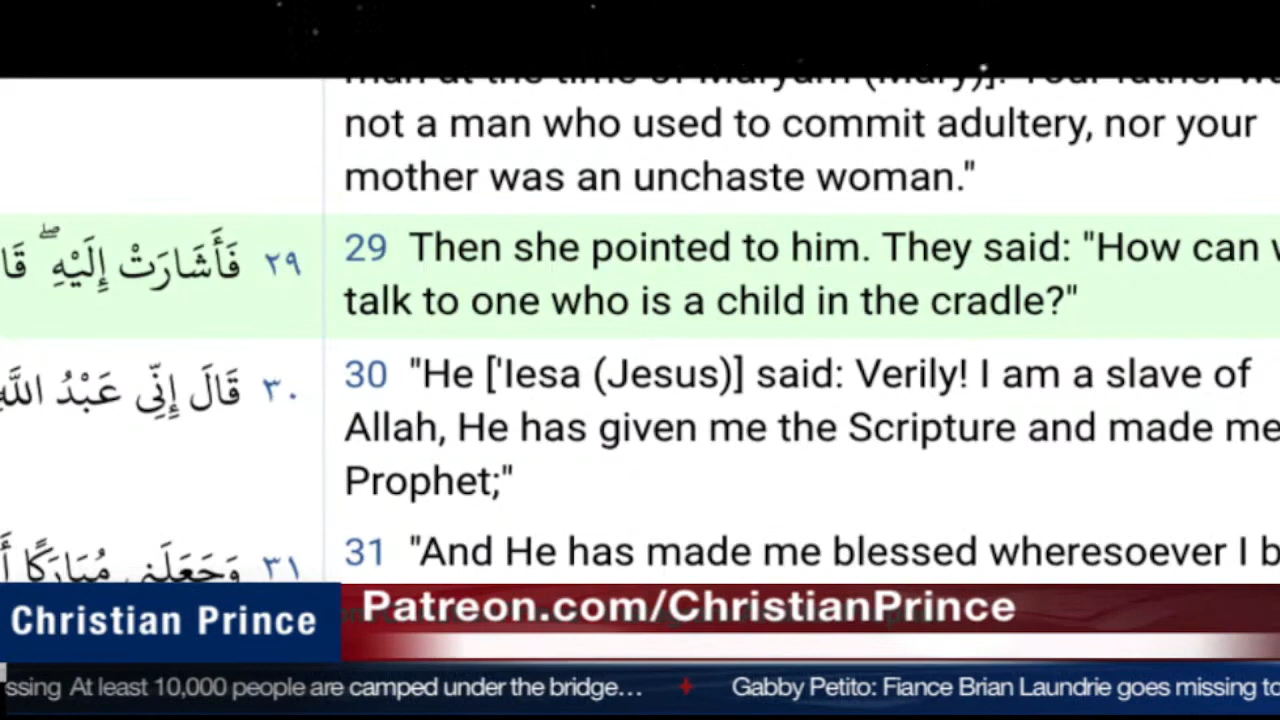 not a man who used to commit adultery, nor your
mother was an unchaste woman."
فَأَشَارَتْ إِلَيْهِ ۖ قَا ٢٩
29 Then she pointed to him. They said: "How can w
talk to one who is a child in the cradle?"
قَالَ إِنِّي عَبْدُ اللَّهِ ٣٠
30 "He ['Iesa (Jesus)] said: Verily! I am a slave of
Allah, He has given me the Scripture and made me
Prophet;"
وَجَعَلَنِي مُبَارَكًا أَ ٣١
31 "And He has made me blessed wheresoever I b
Christian Prince
Patreon.com/ChristianPrince
ssing At least 10,000 people are camped under the bridge... Gabby Petito: Fiance Brian Laundrie goes missing to